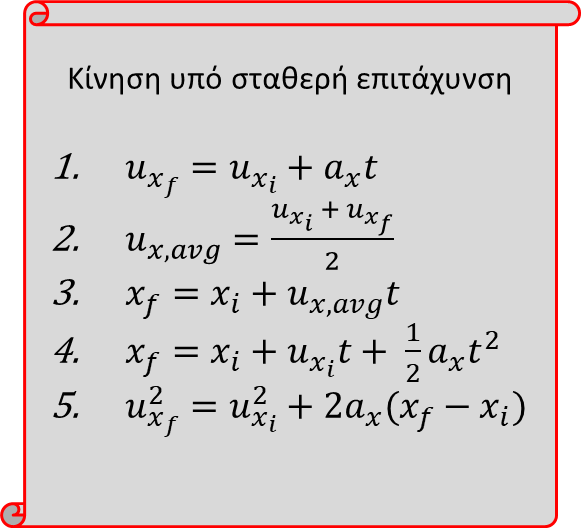 Κίνηση υπό σταθερή επιτάχυνση
1. $u_{x_f} = u_{x_i} + a_x t$
2. $u_{x,avg} = \frac{u_{x_i} + u_{x_f}}{2}$
3. $x_f = x_i + u_{x,avg} t$
4. $x_f = x_i + u_{x_i} t + \frac{1}{2} a_x t^2$
5. $u_{x_f}^2 = u_{x_i}^2 + 2a_x(x_f - x_i)$